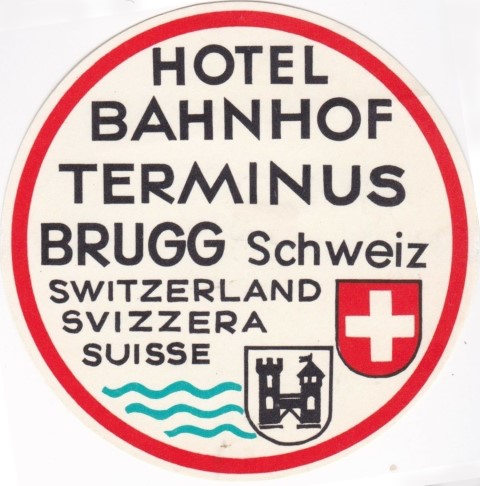 HOTEL
BAHNHOF
TERMINUS
BRUGG Schweiz
SWITZERLAND
SVIZZERA
SUISSE